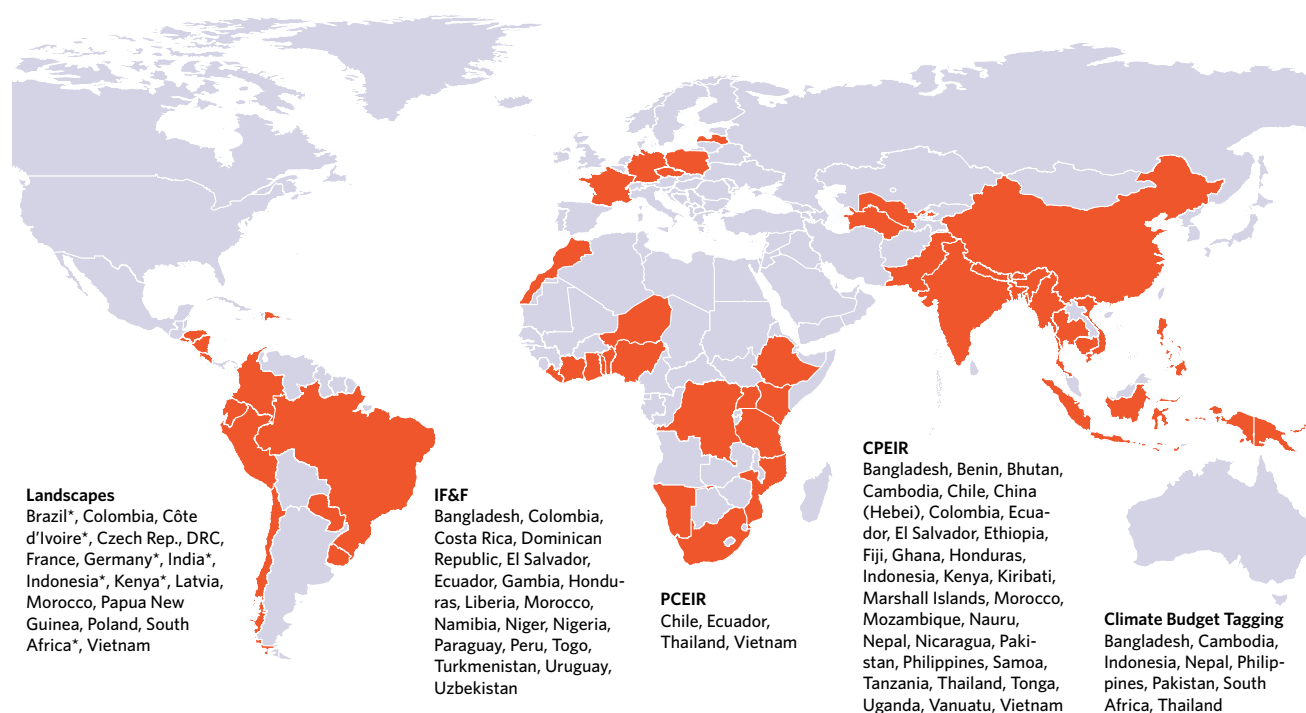 Landscapes
Brazil*, Colombia, Côte
d’Ivoire*, Czech Rep., DRC,
France, Germany*, India*,
Indonesia*, Kenya*, Latvia,
Morocco, Papua New
Guinea, Poland, South
Africa*, Vietnam
IF&F
Bangladesh, Colombia,
Costa Rica, Dominican
Republic, El Salvador,
Ecuador, Gambia, Hondu-
ras, Liberia, Morocco,
Namibia, Niger, Nigeria,
Paraguay, Peru, Togo,
Turkmenistan, Uruguay,
Uzbekistan
PCEIR
Chile, Ecuador,
Thailand, Vietnam
CPEIR
Bangladesh, Benin, Bhutan,
Cambodia, Chile, China
(Hebei), Colombia, Ecua-
dor, El Salvador, Ethiopia,
Fiji, Ghana, Honduras,
Indonesia, Kenya, Kiribati,
Marshall Islands, Morocco,
Mozambique, Nauru,
Nepal, Nicaragua, Paki-
stan, Philippines, Samoa,
Tanzania, Thailand, Tonga,
Uganda, Vanuatu, Vietnam
Climate Budget Tagging
Bangladesh, Cambodia,
Indonesia, Nepal, Philip-
pines, Pakistan, South
Africa, Thailand